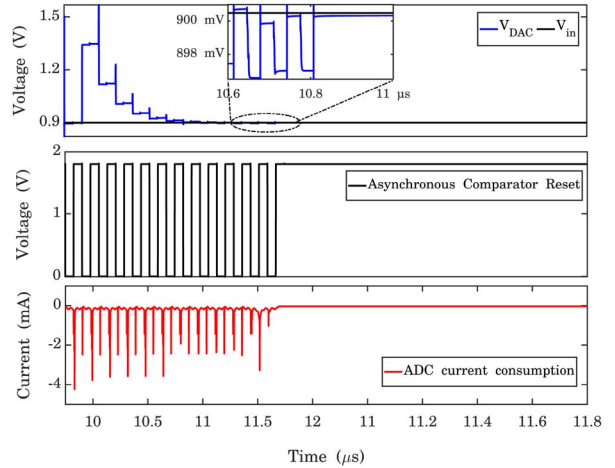 1.5
1.2
0.9
Voltage (V)
900 mV
898 mV
10.6
10.7
11 μs
V_DAC V_in
2
1
0
Voltage (V)
Asynchronous Comparator Reset
0
-2
-4
Current (mA)
ADC current consumption
10 10.5 11 11.5 12 11.2 11.4 11.6 11.8
Time (μs)